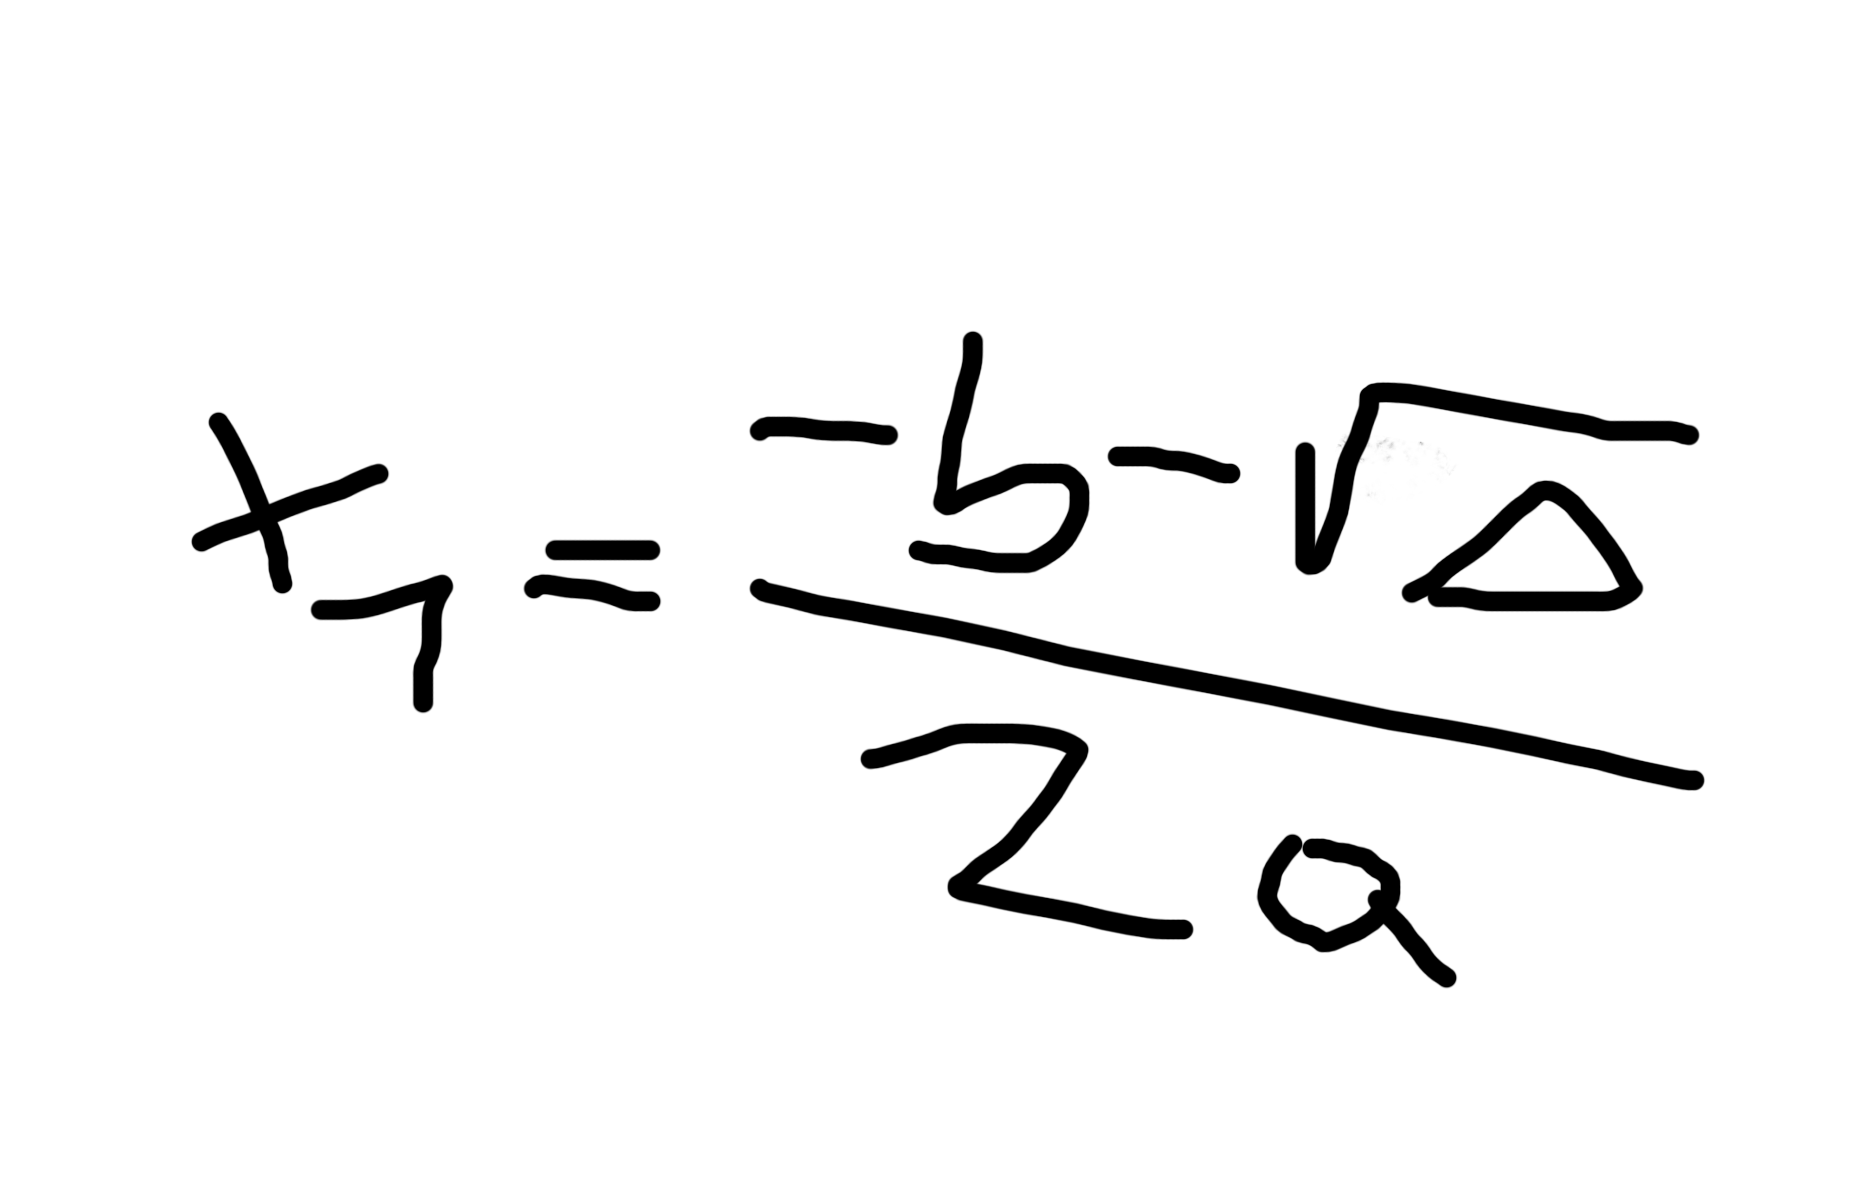 x₁ = (-b - √Δ) / 2a